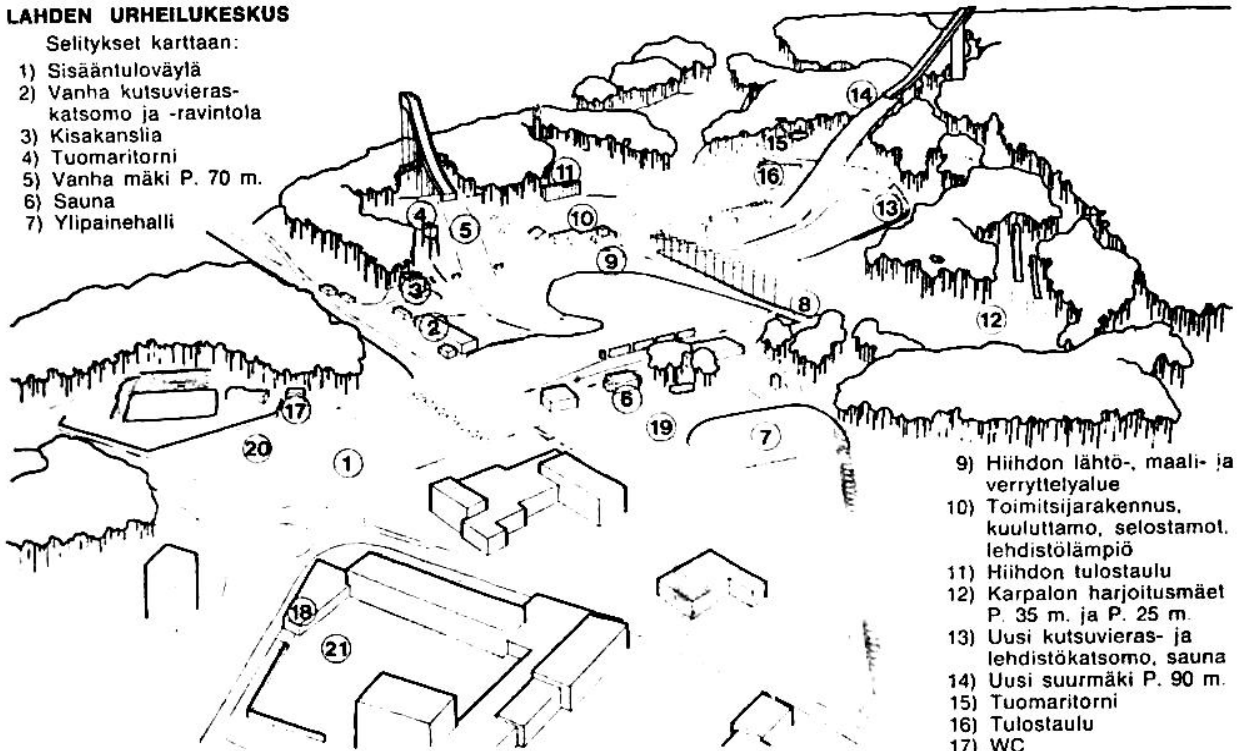 LAHDEN URHEILUKESKUS
Selitykset karttaan:
1) Sisääntuloväylä
2) Vanha kutsuvieras-
katsomo ja -ravintola
3) Kisakanslia
4) Tuomaritorni
5) Vanha mäki P. 70 m.
6) Sauna
7) Ylipainehalli
14
15
11
16
4
5
10
13
9
3
8
2
12
17
6
19
7
20
1
18
21
9) Hiihdon lähtö-, maali- ja
verryttelyalue
10) Toimitsijarakennus,
kuuluttamo, selostamot,
lehdistölämpiö
11) Hiihdon tulostaulu
12) Karpalon harjoitusmäet
P. 35 m. ja P. 25 m.
13) Uusi kutsuvieras- ja
lehdistökatsomo, sauna
14) Uusi suurmäki P. 90 m.
15) Tuomaritorni
16) Tulostaulu
17) WC